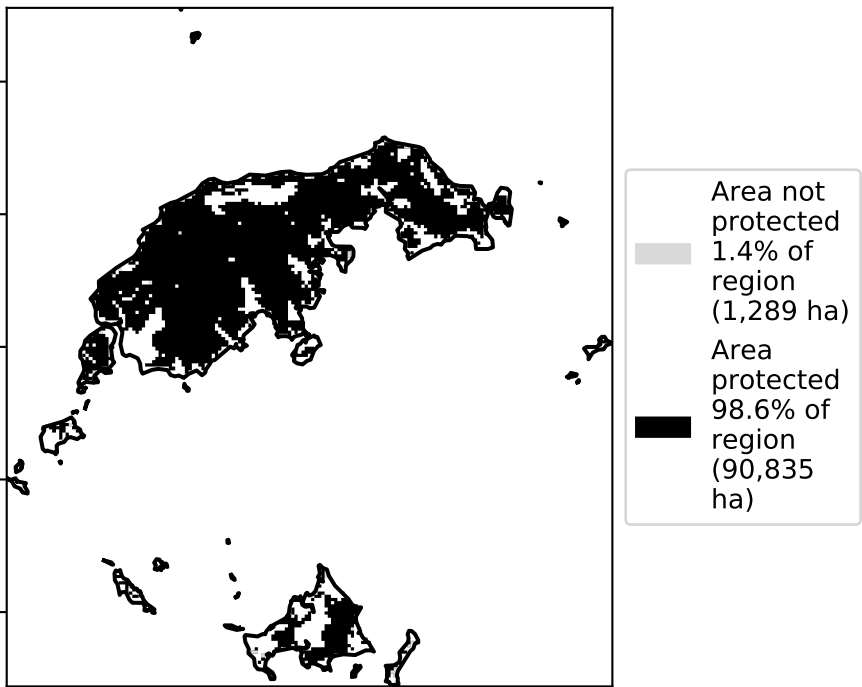 Area not
protected
1.4% of
region
(1,289 ha)
Area
protected
98.6% of
region
(90,835
ha)